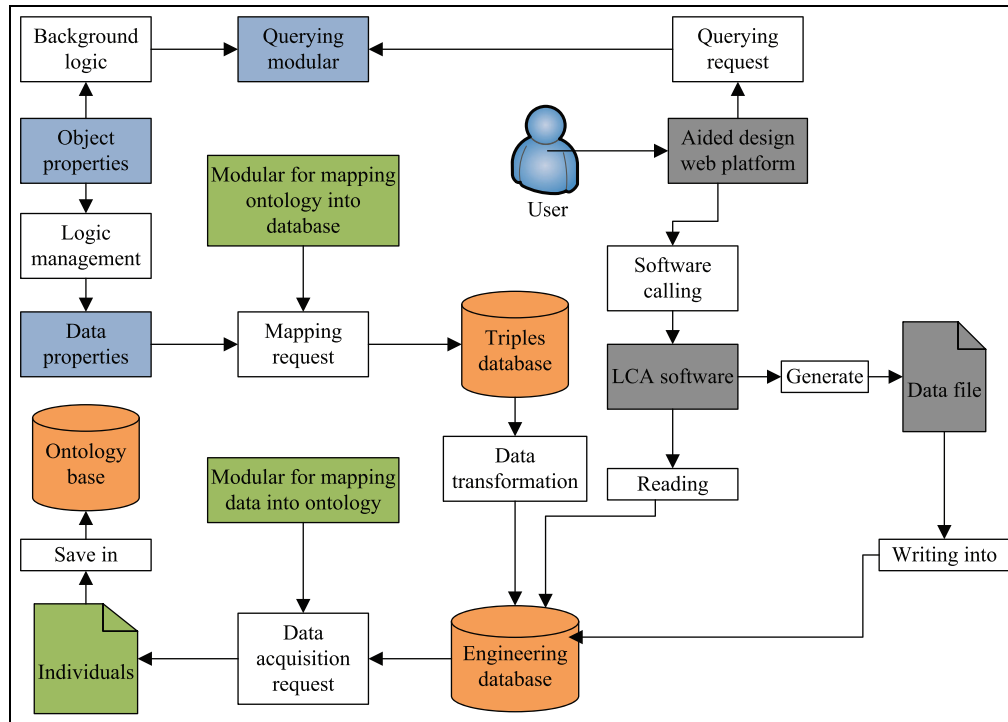 Background
logic
Querying
modular
Querying
request
Object
properties
Aided design
web platform
Modular for mapping
ontology into
database
User
Logic
management
Software
calling
Data
properties
Mapping
request
Triples
database
LCA software
Generate
Data file
Ontology
base
Modular for mapping
data into ontology
Data
transformation
Reading
Save in
Writing into
Individuals
Data
acquisition
request
Engineering
database